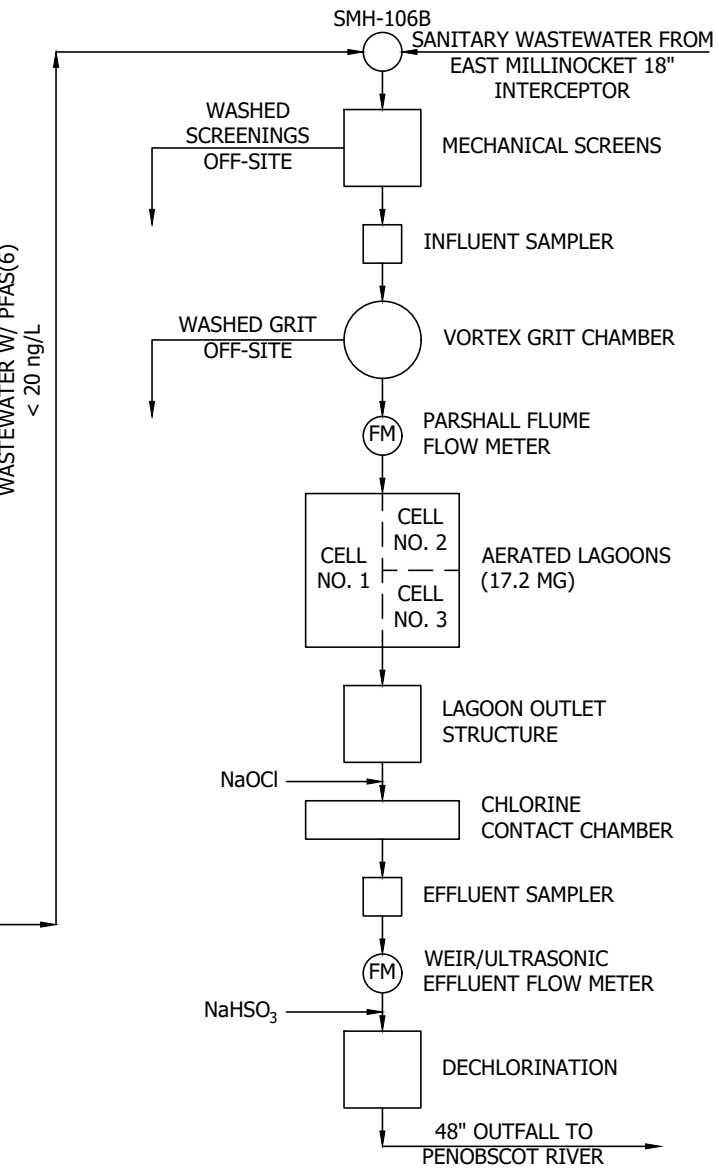 SMH-106B
SANITARY WASTEWATER FROM
EAST MILLINOCKET 18"
INTERCEPTOR
WASHED
SCREENINGS
OFF-SITE
MECHANICAL SCREENS
INFLUENT SAMPLER
WASTEWATER W/ PFAS(6)
< 20 ng/L
WASHED GRIT
OFF-SITE
VORTEX GRIT CHAMBER
FM
PARSHALL FLUME
FLOW METER
CELL
NO. 1
CELL
NO. 2
CELL
NO. 3
AERATED LAGOONS
(17.2 MG)
LAGOON OUTLET
STRUCTURE
NaOCl
CHLORINE
CONTACT CHAMBER
EFFLUENT SAMPLER
FM
WEIR/ULTRASONIC
EFFLUENT FLOW METER
NaHSO₃
DECHLORINATION
48" OUTFALL TO
PENOBSCOT RIVER